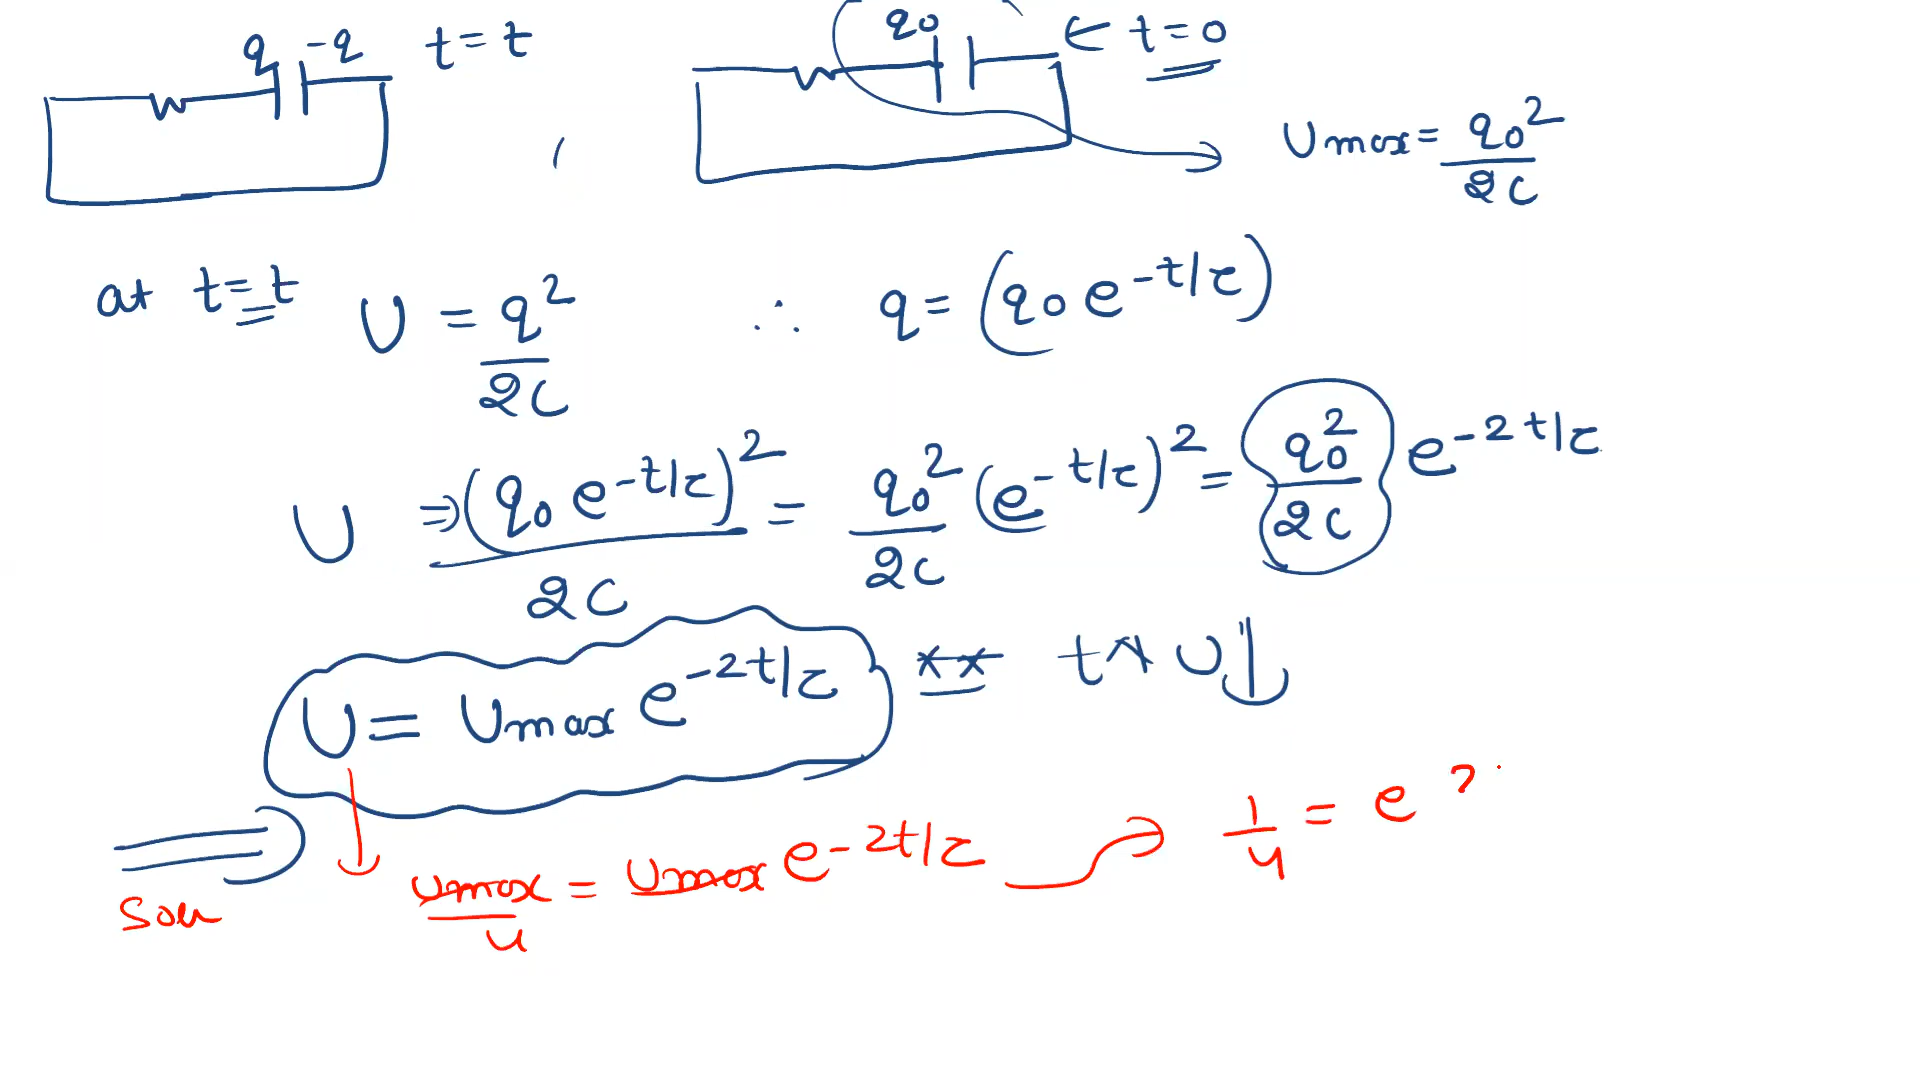 q -q t = t
q₀ ← t = 0
Umax = q₀²/2C
at t = t U = q²/2C ∴ q = (q₀ e^-t/τ)
U ⇒ (q₀ e^-t/τ)²/2C = q₀²/2C (e^-t/τ)² = q₀²/2C e^-2t/τ
U = Umax e^-2t/τ ** t↑ U↓
Umax/4 = Umax e^-2t/τ → 1/4 = e